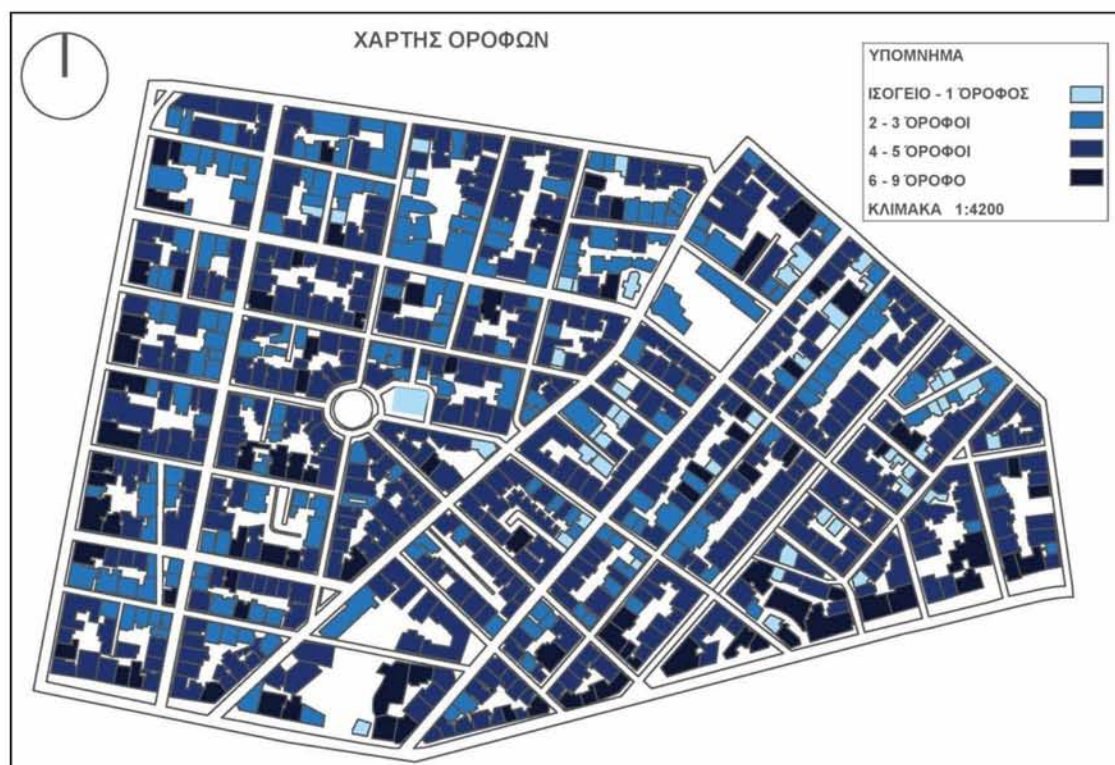 ΧΑΡΤΗΣ ΟΡΟΦΩΝ
ΥΠΟΜΝΗΜΑ
ΙΣΟΓΕΙΟ - 1 ΌΡΟΦΟΣ
2 - 3 ΌΡΟΦΟΙ
4 - 5 ΌΡΟΦΟΙ
6 - 9 ΌΡΟΦΟ
ΚΛΙΜΑΚΑ 1:4200